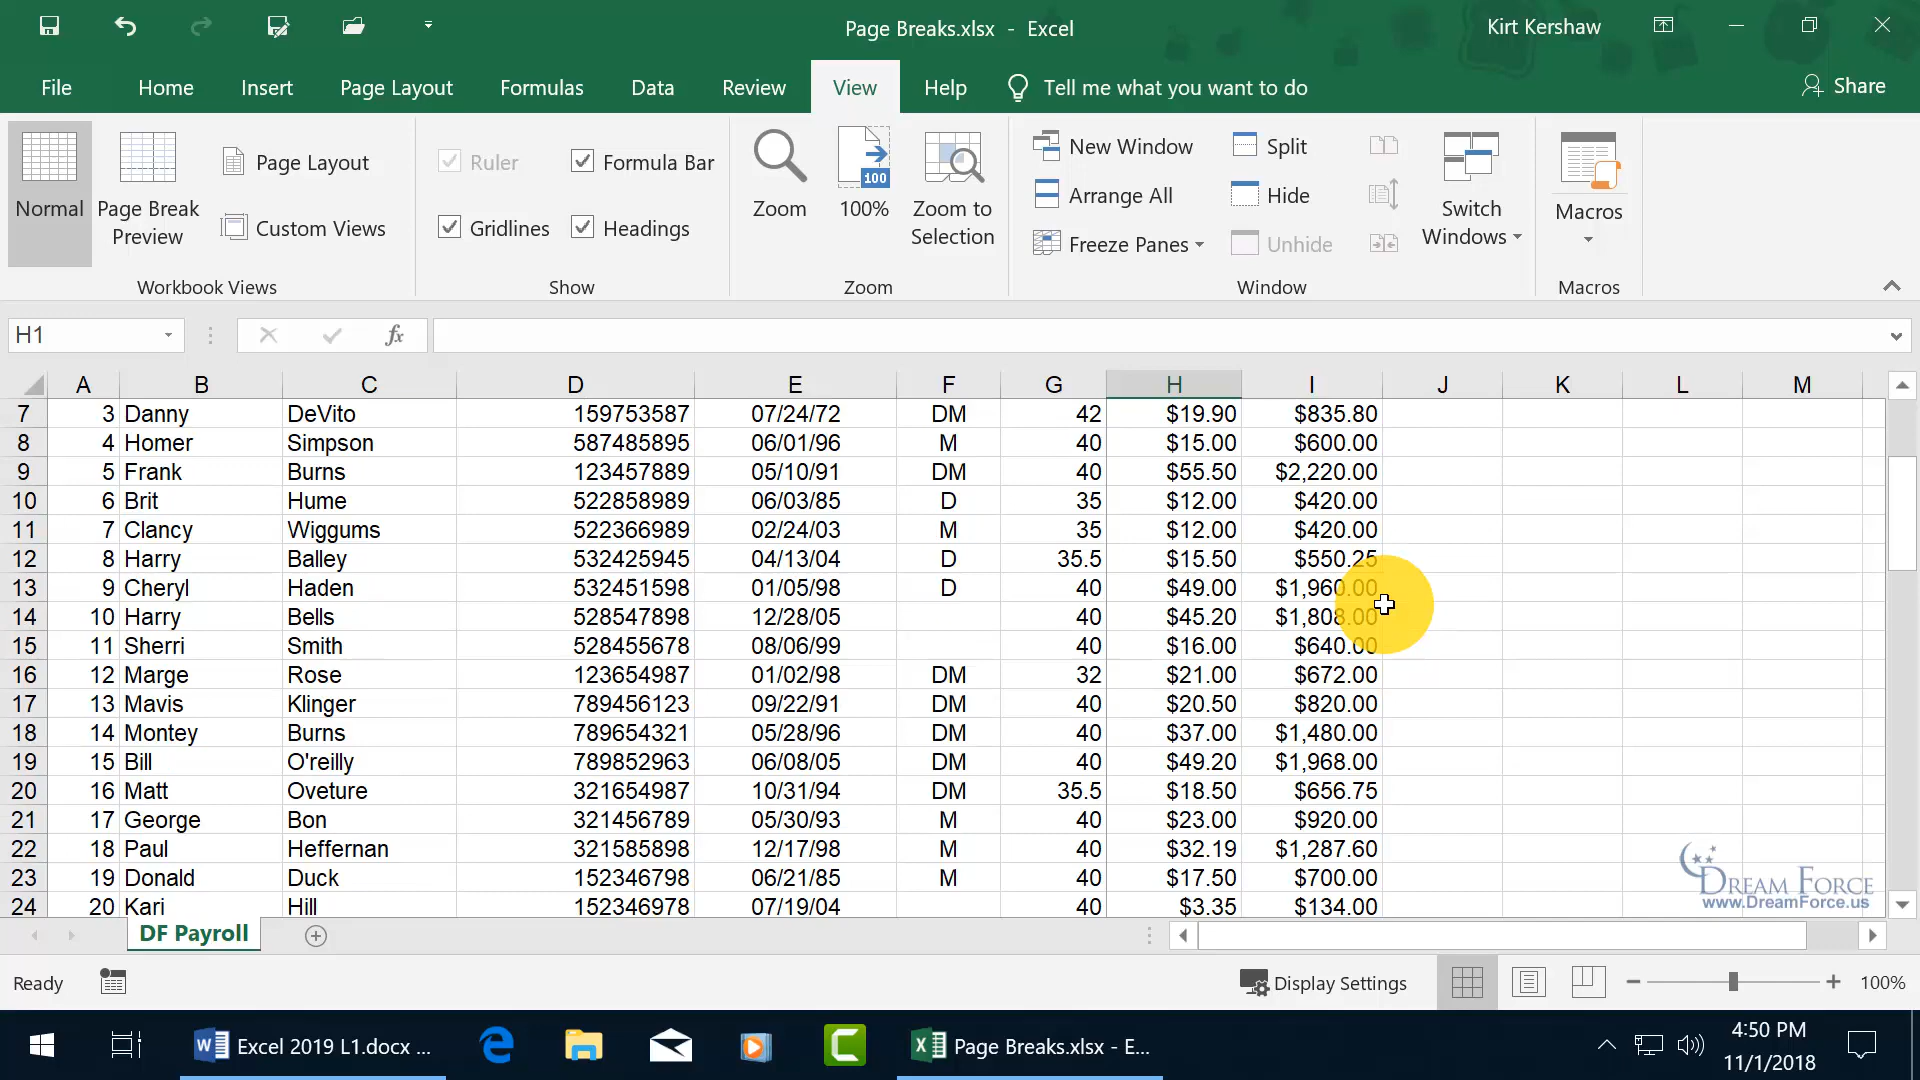 Page Breaks.xlsx - Excel
Kirt Kershaw
File Home Insert Page Layout Formulas Data Review View Help Tell me what you want to do Share
Normal
Page Break
Preview
Page Layout
Custom Views
Workbook Views
Ruler
Formula Bar
Gridlines
Headings
Show
Zoom
100
100%
Zoom to
Selection
Zoom
New Window
Arrange All
Freeze Panes
Split
Hide
Unhide
Switch
Windows
Window
Macros
Macros
H1
fx
A B C D E F G H I J K L M
7 3 Danny DeVito 159753587 07/24/72 DM 42 $19.90 $835.80
8 4 Homer Simpson 587485895 06/01/96 M 40 $15.00 $600.00
9 5 Frank Burns 123457889 05/10/91 DM 40 $55.50 $2,220.00
10 6 Brit Hume 522858989 06/03/85 D 35 $12.00 $420.00
11 7 Clancy Wiggums 522366989 02/24/03 M 35 $12.00 $420.00
12 8 Harry Balley 532425945 04/13/04 D 35.5 $15.50 $550.25
13 9 Cheryl Haden 532451598 01/05/98 D 40 $49.00 $1,960.00
14 10 Harry Bells 528547898 12/28/05 40 $45.20 $1,808.00
15 11 Sherri Smith 528455678 08/06/99 40 $16.00 $640.00
16 12 Marge Rose 123654987 01/02/98 DM 32 $21.00 $672.00
17 13 Mavis Klinger 789456123 09/22/91 DM 40 $20.50 $820.00
18 14 Montey Burns 789654321 05/28/96 DM 40 $37.00 $1,480.00
19 15 Bill O'reilly 789852963 06/08/05 DM 40 $49.20 $1,968.00
20 16 Matt Oveture 321654987 10/31/94 DM 35.5 $18.50 $656.75
21 17 George Bon 321456789 05/30/93 M 40 $23.00 $920.00
22 18 Paul Heffernan 321585898 12/17/98 M 40 $32.19 $1,287.60
23 19 Donald Duck 152346798 06/21/85 M 40 $17.50 $700.00
24 20 Kari Hill 152346978 07/19/04 40 $3.35 $134.00
Dream Force
www.DreamForce.us
DF Payroll
Ready
Display Settings
100%
Excel 2019 L1.docx ...
Page Breaks.xlsx - E...
4:50 PM
11/1/2018